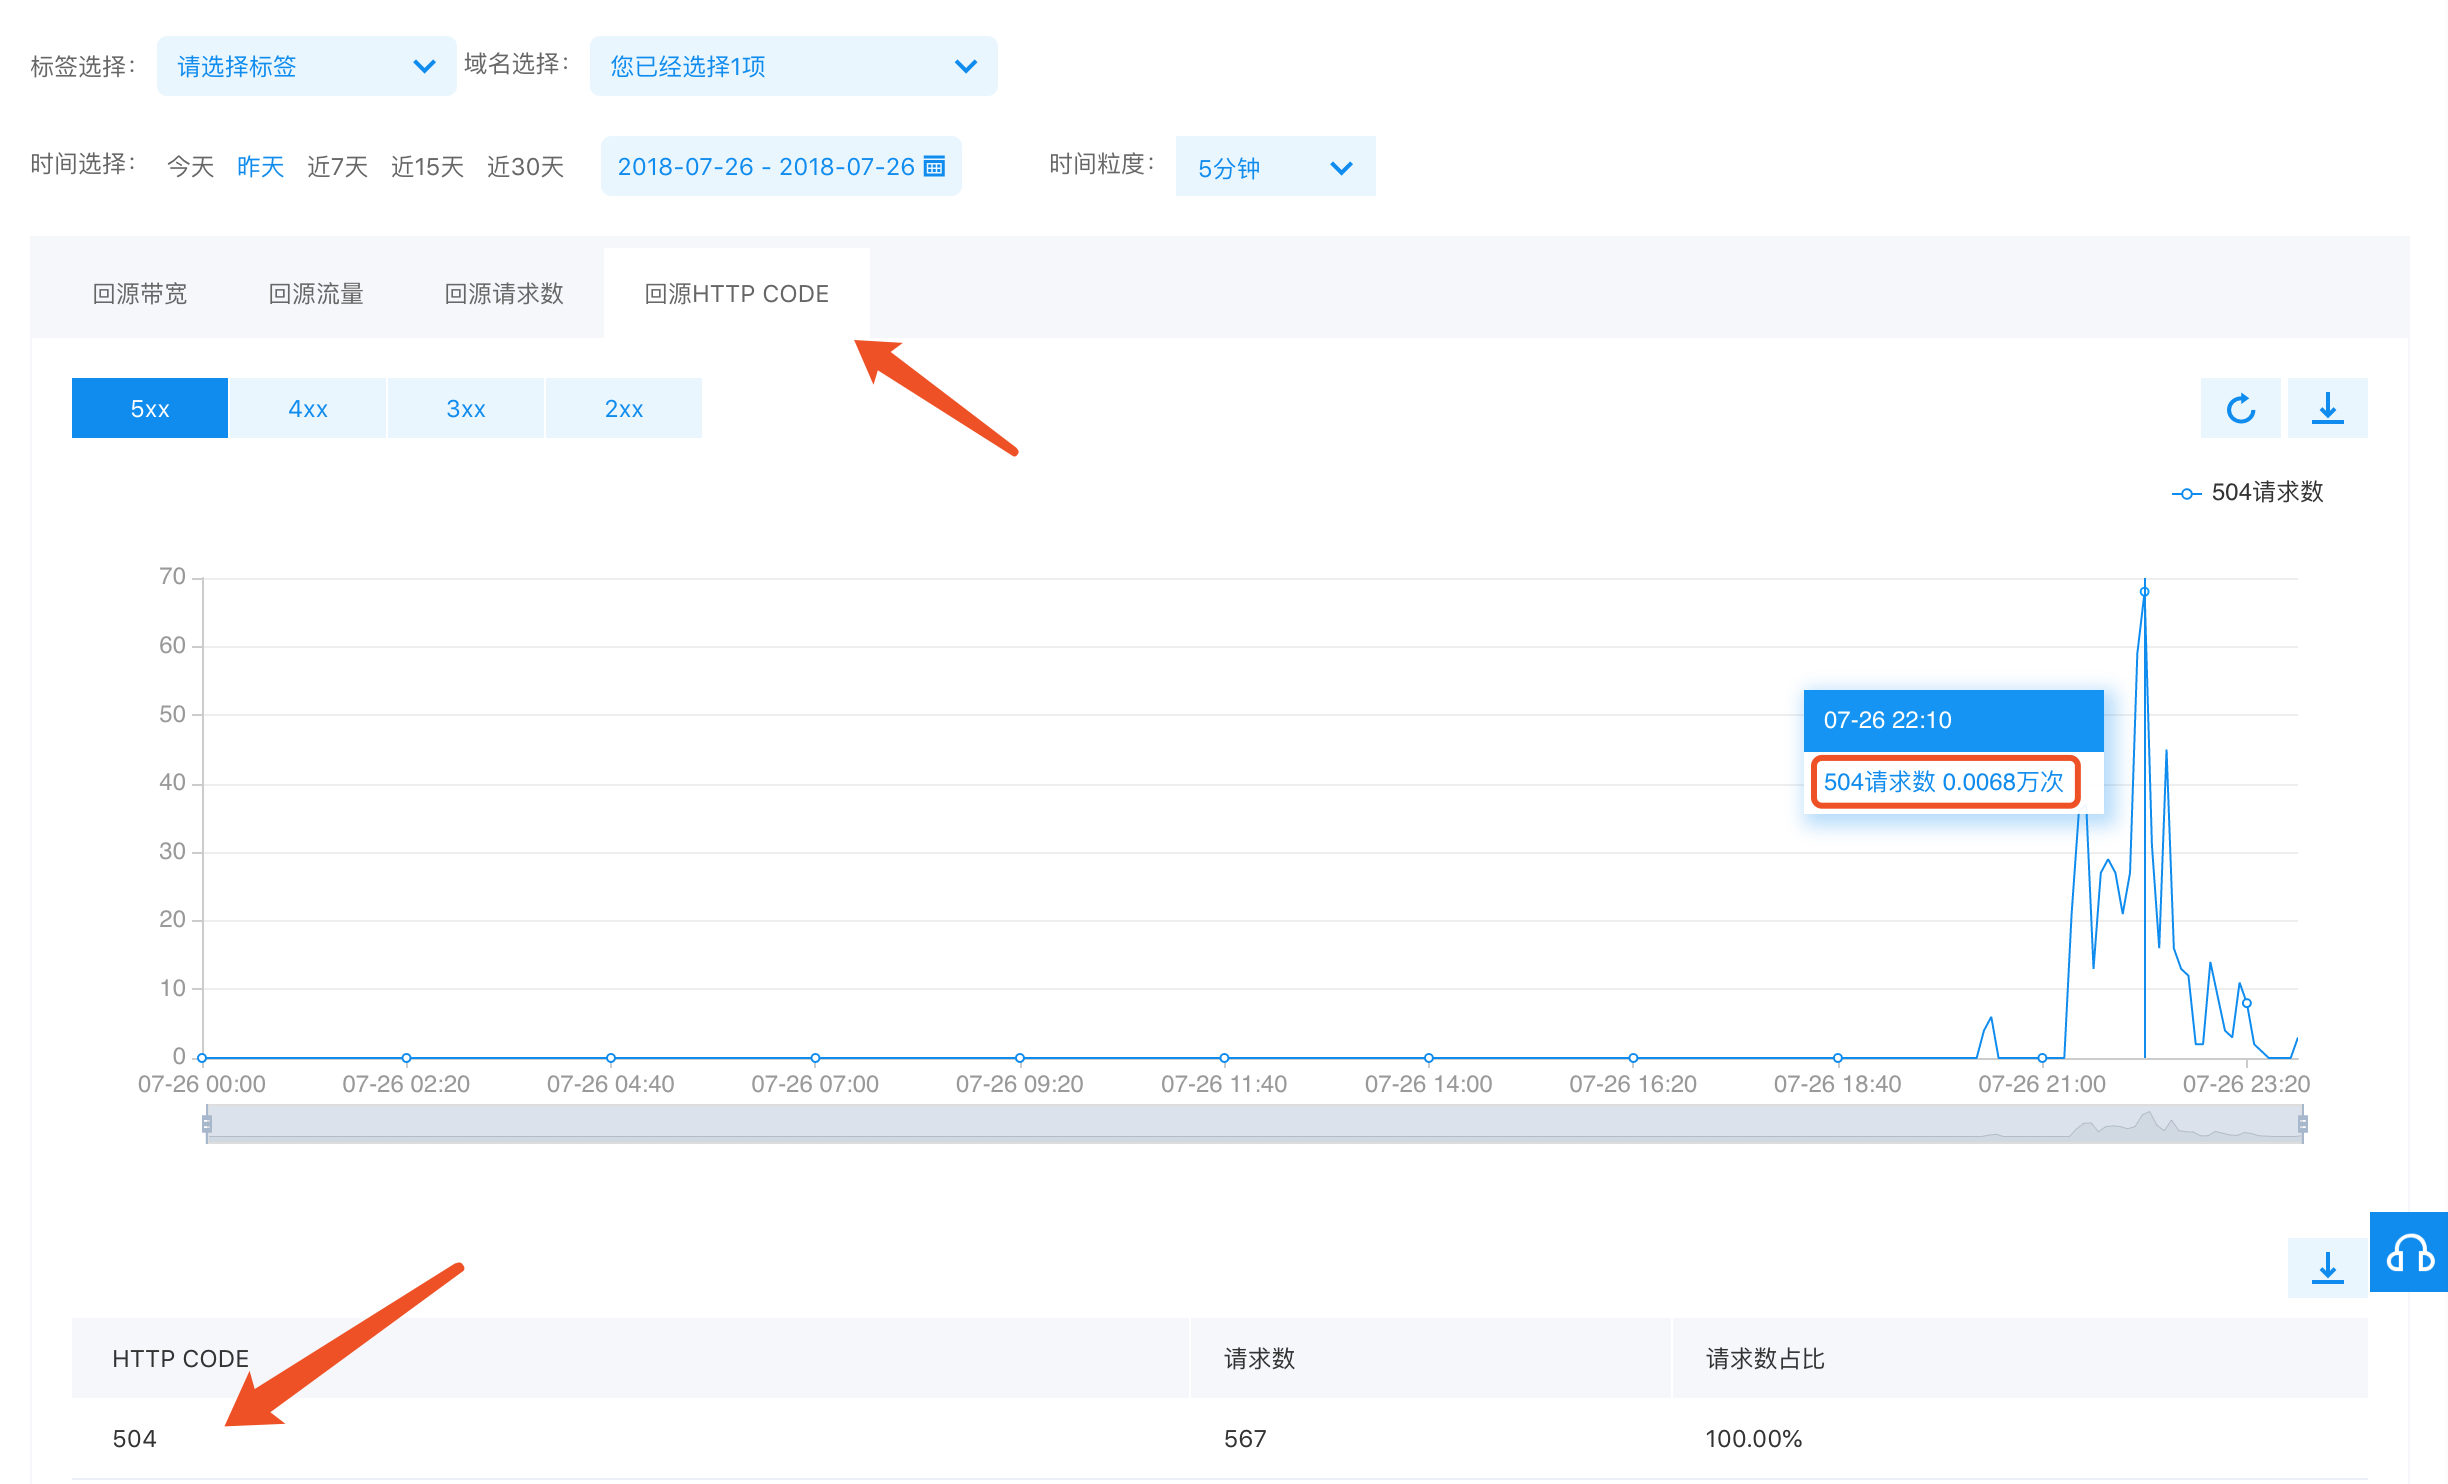 标签选择： 请选择标签 域名选择： 您已经选择1项
时间选择： 今天 昨天 近7天 近15天 近30天 2018-07-26 - 2018-07-26 时间粒度： 5分钟
回源带宽 回源流量 回源请求数 回源HTTP CODE
5xx 4xx 3xx 2xx
504请求数
70
60
50
07-26 22:10
504请求数 0.0068万次
40
30
20
10
0
07-26 00:00 07-26 02:20 07-26 04:40 07-26 07:00 07-26 09:20 07-26 11:40 07-26 14:00 07-26 16:20 07-26 18:40 07-26 21:00 07-26 23:20
HTTP CODE 请求数 请求数占比
504 567 100.00%